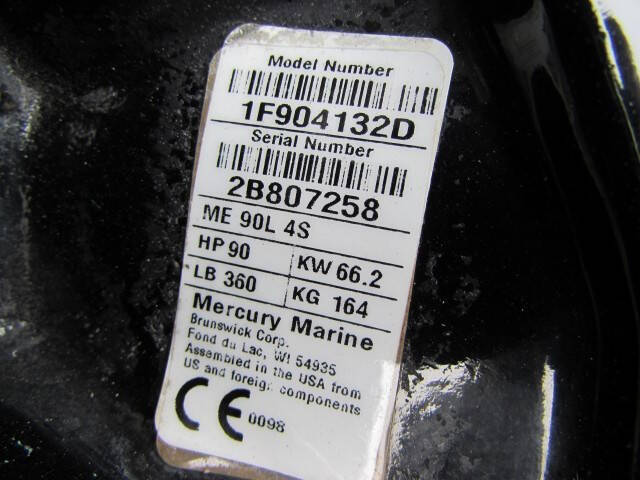 Model Number
1F904132D
Serial Number
2B807258
ME 90L 4S
HP 90 KW 66.2
LB 360 KG 164
Mercury Marine
Brunswick Corp.
Fond du Lac, WI 54935
Assembled in the USA from
US and foreign components
CE 0098